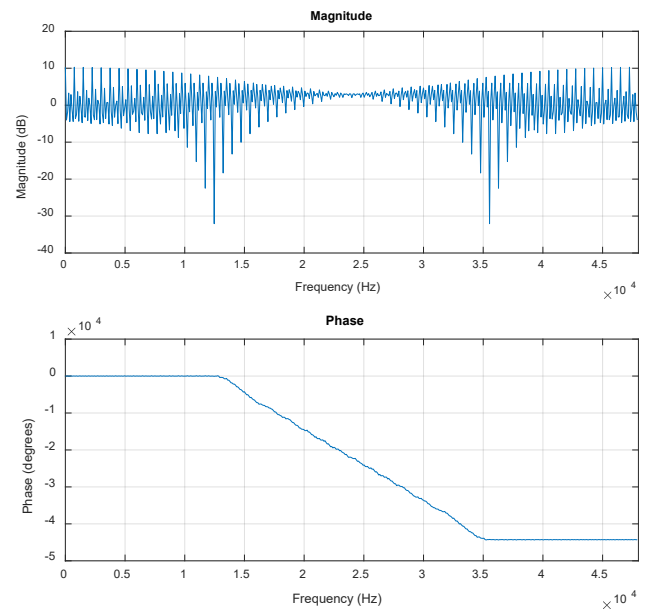 Magnitude
20
10
0
-10
-20
-30
-40
Magnitude (dB)
0 0.5 1 1.5 2 2.5 3 3.5 4 4.5
Frequency (Hz)
× 10 4
Phase
× 10 4
1
0
-1
-2
-3
-4
-5
Phase (degrees)
0 0.5 1 1.5 2 2.5 3 3.5 4 4.5
Frequency (Hz)
× 10 4